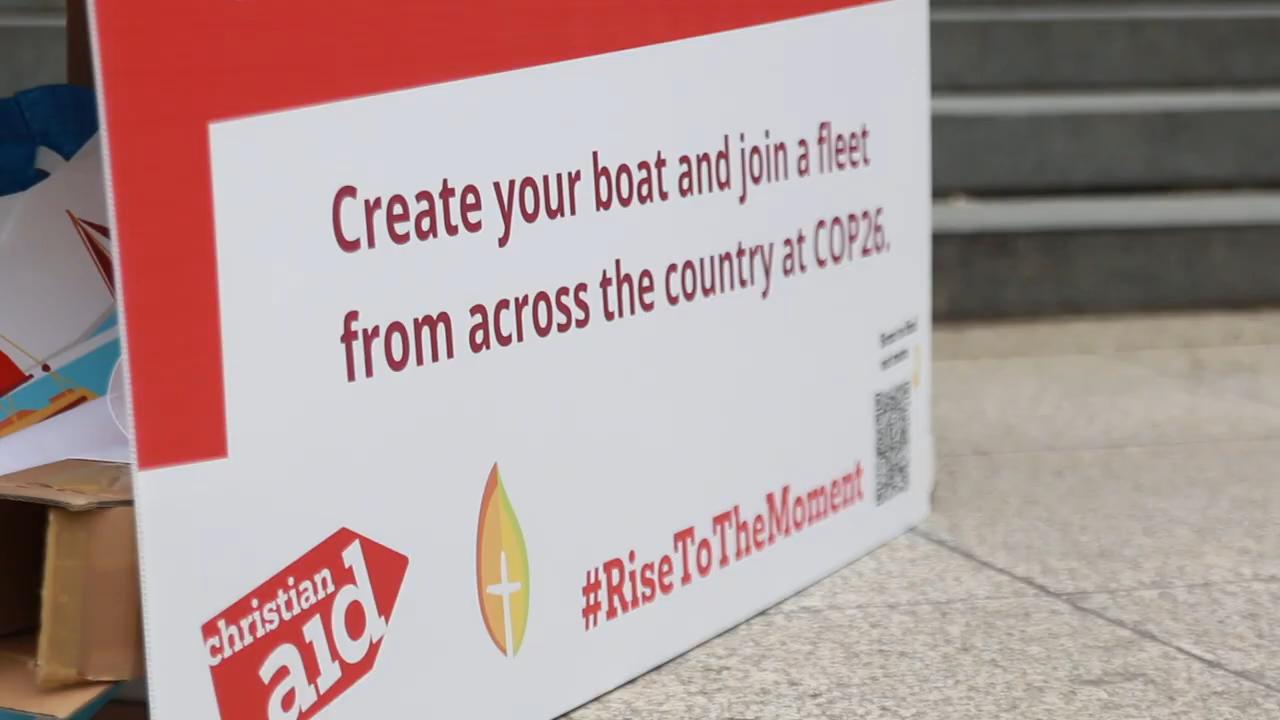 Create your boat and join a fleet
from across the country at COP26.
#RiseToTheMoment
christian
aid